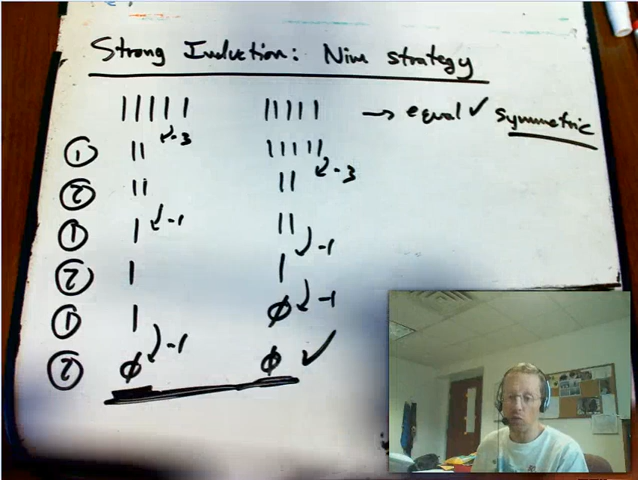 Strong Induction: Nim strategy
||||| ||||| → equal ✓ Symmetric
-3
① || |||||
-3
② || ||
-1
① | ||
-1
② | |
-1
① | ∅
-1
② ∅ ∅ ✓